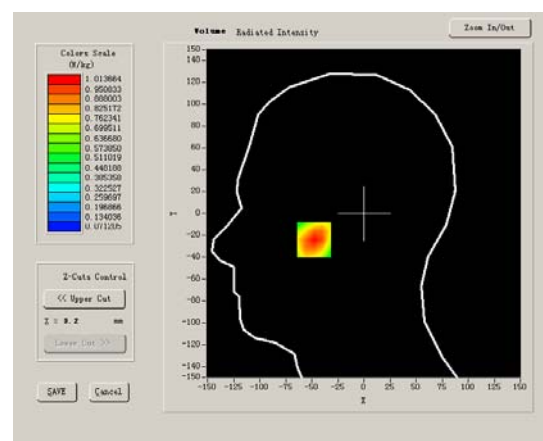 Volume Radiated Intensity
Zoom In/Out
Colors Scale
(W/kg)
1.013664
0.950833
0.888003
0.825172
0.762341
0.699511
0.636680
0.573850
0.511019
0.448188
0.385358
0.322527
0.259697
0.196866
0.134036
0.071205
Z-Cuts Control
<< Upper Cut
Z = 9.2 mm
Lower Cut >>
SAVE Cancel
150
140
120
100
80
60
40
20
0
-20
-40
-60
-80
-100
-120
-140
-150
Y
-150 -125 -100 -75 -50 -25 0 25 50 75 100 125 150
X